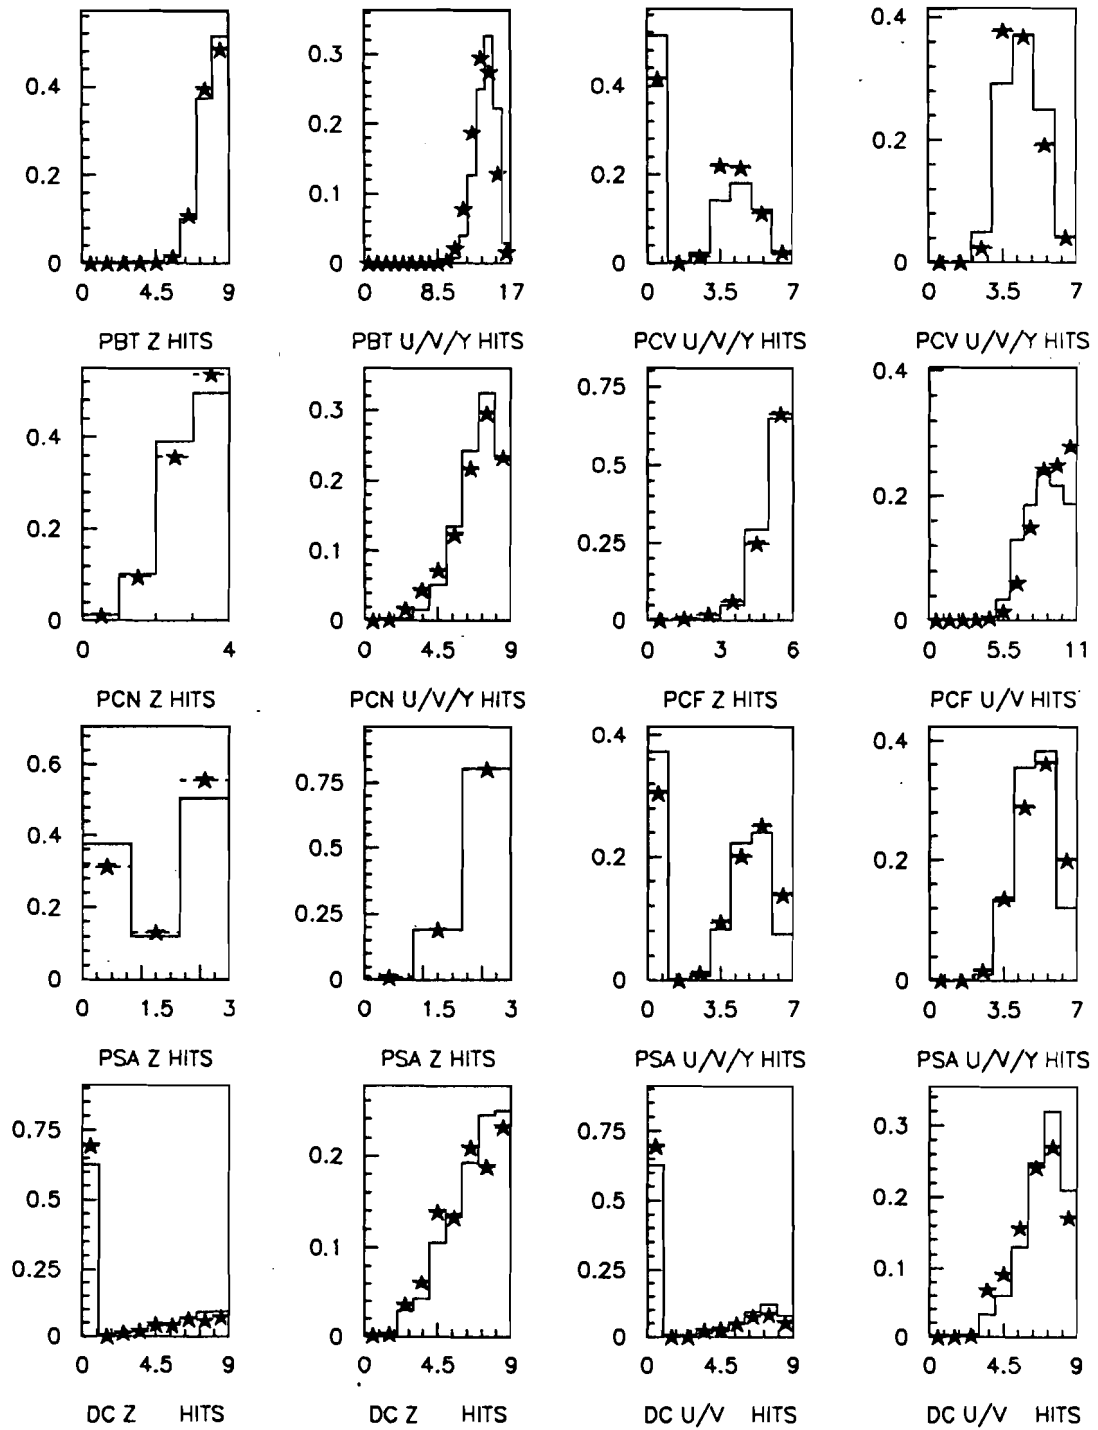 0.4
0.2
0
0 4.5 9
PBT Z HITS
0.3
0.2
0.1
0
0 8.5 17
PBT U/V/Y HITS
0.4
0.2
0
0 3.5 7
PCV U/V/Y HITS
0.4
0.2
0
0 3.5 7
PCV U/V/Y HITS
0.4
0.2
0
0 4
PCN Z HITS
0.3
0.2
0.1
0
0 4.5 9
PCN U/V/Y HITS
0.75
0.5
0.25
0
0 3 6
PCF Z HITS
0.4
0.2
0
0 5.5 11
PCF U/V HITS
0.6
0.4
0.2
0
0 1.5 3
PSA Z HITS
0.75
0.5
0.25
0
0 1.5 3
PSA Z HITS
0.4
0.2
0
0 3.5 7
PSA U/V/Y HITS
0.4
0.2
0
0 3.5 7
PSA U/V/Y HITS
0.75
0.5
0.25
0
0 4.5 9
DC Z HITS
0.2
0.1
0
0 4.5 9
DC Z HITS
0.75
0.5
0.25
0
0 4.5 9
DC U/V HITS
0.3
0.2
0.1
0
0 4.5 9
DC U/V HITS